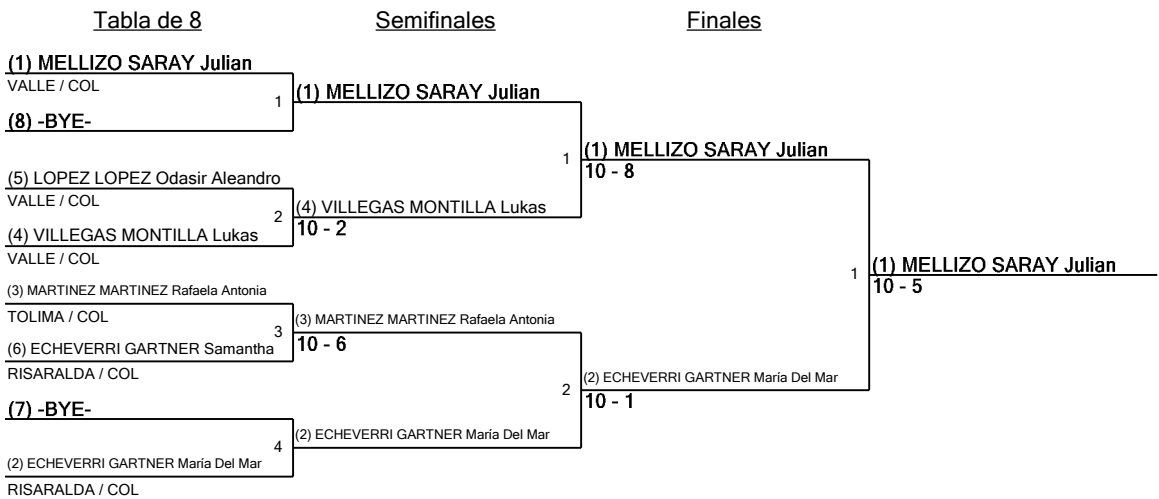 Tabla de 8
Semifinales
Finales
(1) MELLIZO SARAY Julian
VALLE / COL
1
(8) -BYE-
(1) MELLIZO SARAY Julian
(5) LOPEZ LOPEZ Odasir Aleandro
VALLE / COL
2
(4) VILLEGAS MONTILLA Lukas
VALLE / COL
(4) VILLEGAS MONTILLA Lukas
10 - 2
1
(1) MELLIZO SARAY Julian
10 - 8
(3) MARTINEZ MARTINEZ Rafaela Antonia
TOLIMA / COL
3
(6) ECHEVERRI GARTNER Samantha
RISARALDA / COL
(3) MARTINEZ MARTINEZ Rafaela Antonia
10 - 6
(7) -BYE-
4
(2) ECHEVERRI GARTNER María Del Mar
RISARALDA / COL
(2) ECHEVERRI GARTNER María Del Mar
2
(2) ECHEVERRI GARTNER María Del Mar
10 - 1
1
(1) MELLIZO SARAY Julian
10 - 5